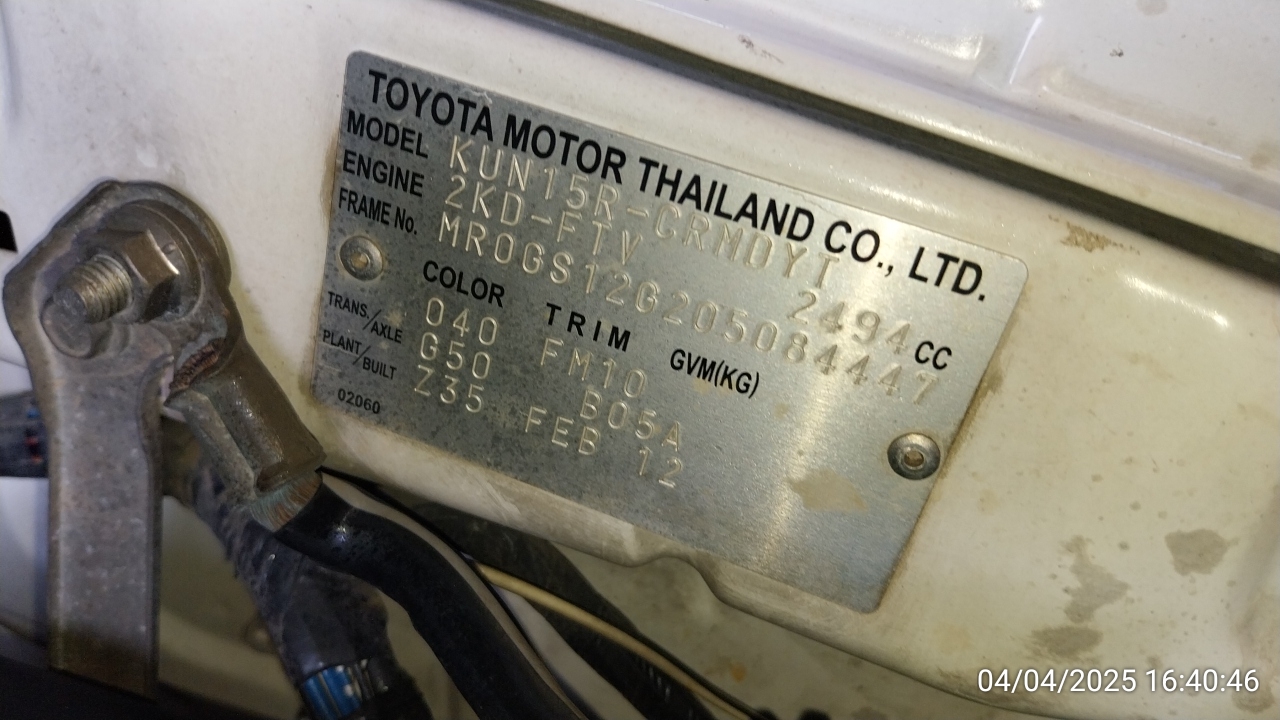 TOYOTA MOTOR THAILAND CO., LTD.
MODEL KUN15R-CRMDYT
ENGINE 2KD-FTV 2494 CC
FRAME No. MR0GS12G205084447
COLOR TRIM GVM(KG)
040 FM10
TRANS./AXLE G50 B05A
PLANT/BUILT Z35 FEB 12
02060
04/04/2025 16:40:46